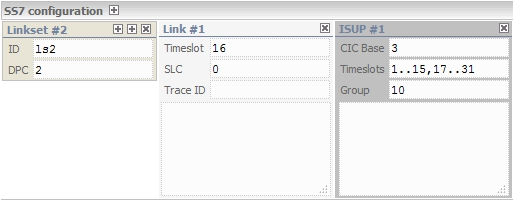 SS7 configuration
Linkset #2
ID ls2
DPC 2
Link #1
Timeslot 16
SLC 0
Trace ID
ISUP #1
CIC Base 3
Timeslots 1..15,17..31
Group 10